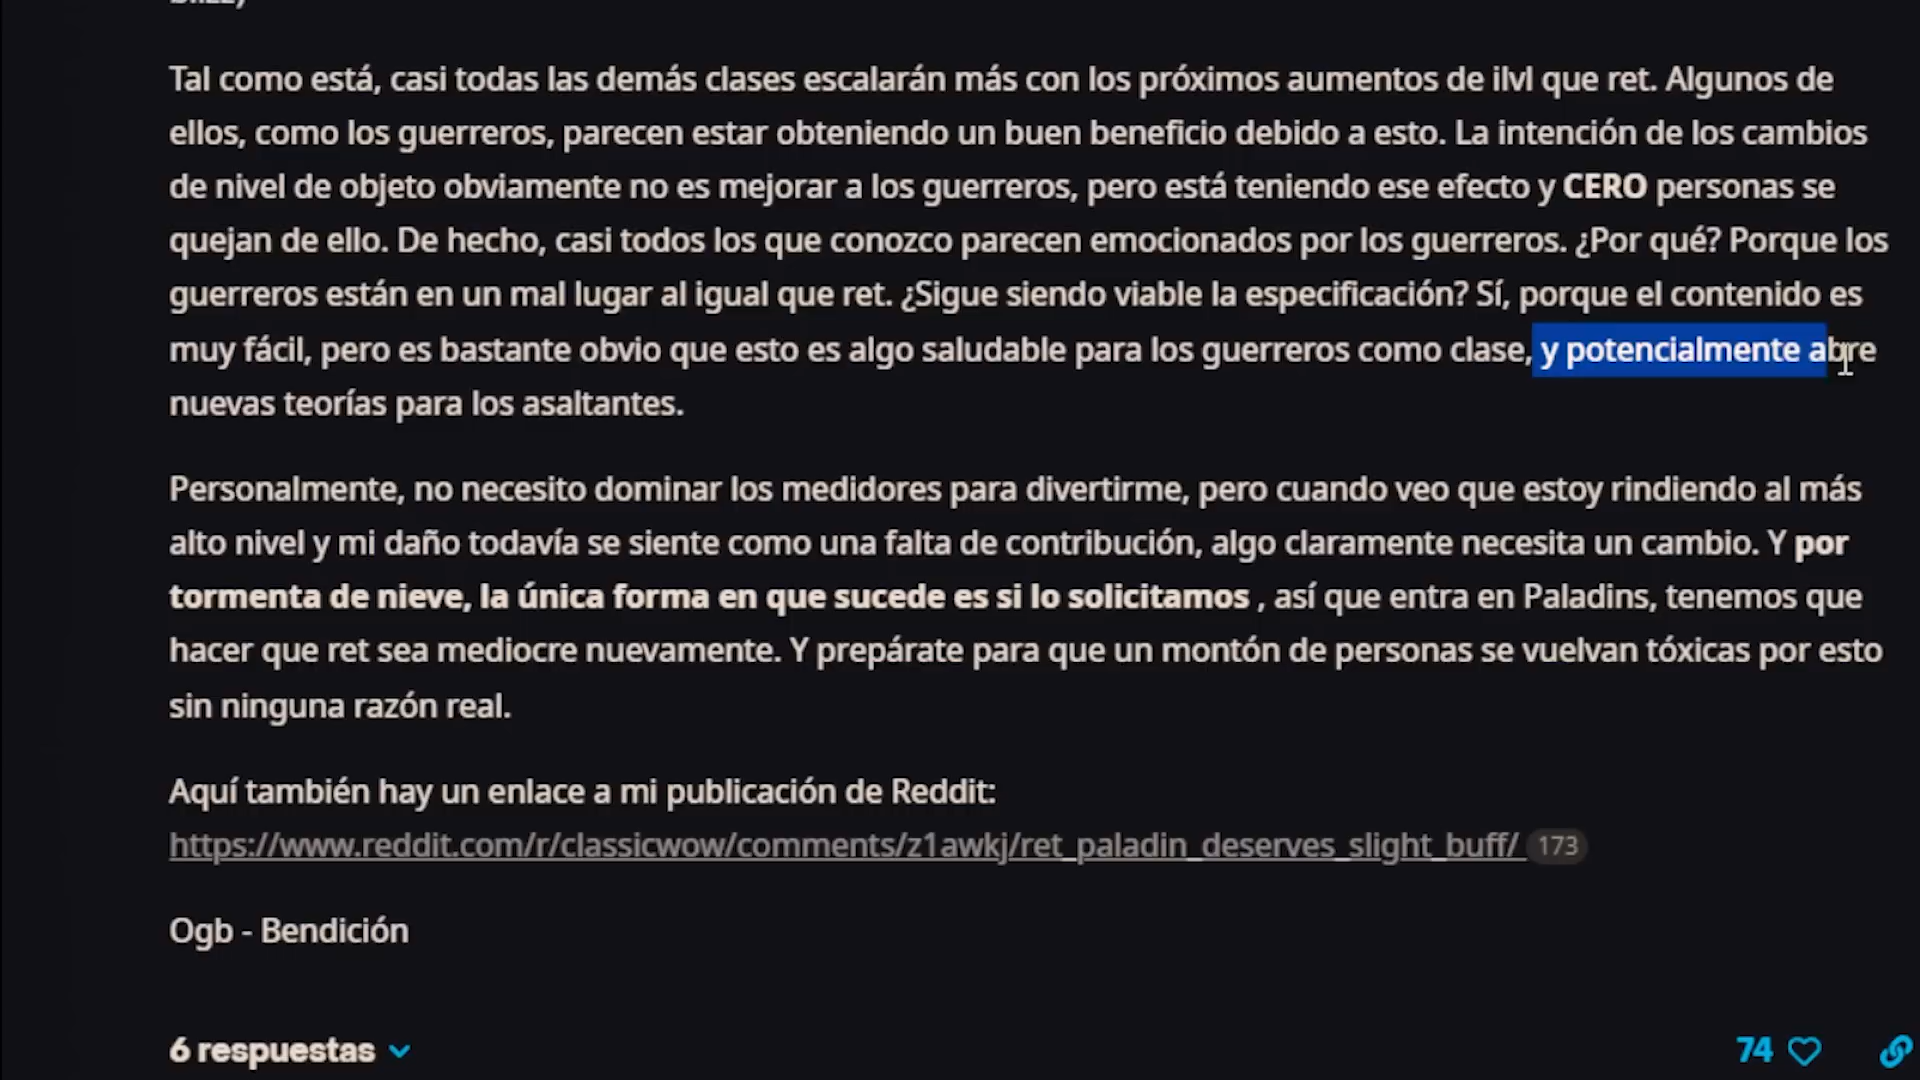 Tal como está, casi todas las demás clases escalarán más con los próximos aumentos de ilvl que ret. Algunos de
ellos, como los guerreros, parecen estar obteniendo un buen beneficio debido a esto. La intención de los cambios
de nivel de objeto obviamente no es mejorar a los guerreros, pero está teniendo ese efecto y CERO personas se
quejan de ello. De hecho, casi todos los que conozco parecen emocionados por los guerreros. ¿Por qué? Porque los
guerreros están en un mal lugar al igual que ret. ¿Sigue siendo viable la especificación? Sí, porque el contenido es
muy fácil, pero es bastante obvio que esto es algo saludable para los guerreros como clase, y potencialmente abre
nuevas teorías para los asaltantes.
Personalmente, no necesito dominar los medidores para divertirme, pero cuando veo que estoy rindiendo al más
alto nivel y mi daño todavía se siente como una falta de contribución, algo claramente necesita un cambio. Y por
tormenta de nieve, la única forma en que sucede es si lo solicitamos , así que entra en Paladins, tenemos que
hacer que ret sea mediocre nuevamente. Y prepárate para que un montón de personas se vuelvan tóxicas por esto
sin ninguna razón real.
Aquí también hay un enlace a mi publicación de Reddit:
https://www.reddit.com/r/classicwow/comments/z1awkj/ret_paladin_deserves_slight_buff/ 173
Ogb - Bendición
6 respuestas 74